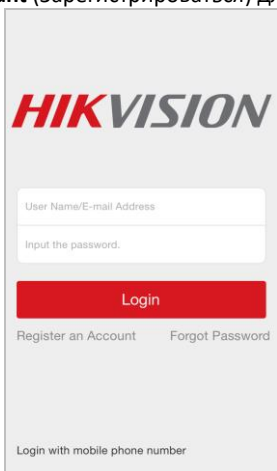 (Зарегистрироваться)
HIKVISION
User Name/E-mail Address
Input the password.
Login
Register an Account
Forgot Password
Login with mobile phone number